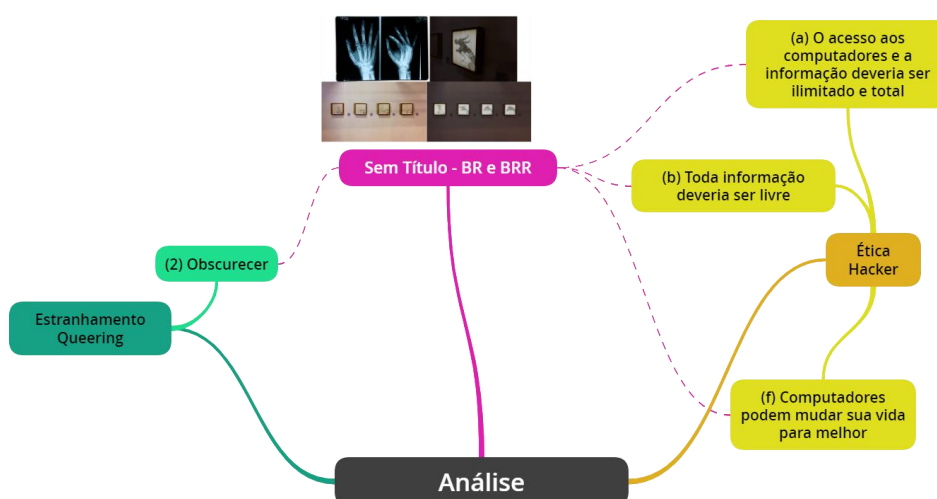 (a) O acesso aos
computadores e a
informação deveria ser
ilimitado e total
Sem Título - BR e BRR
(b) Toda informação
deveria ser livre
(2) Obscurecer
Ética
Hacker
Estranhamento
Queering
(f) Computadores
podem mudar sua vida
para melhor
Análise